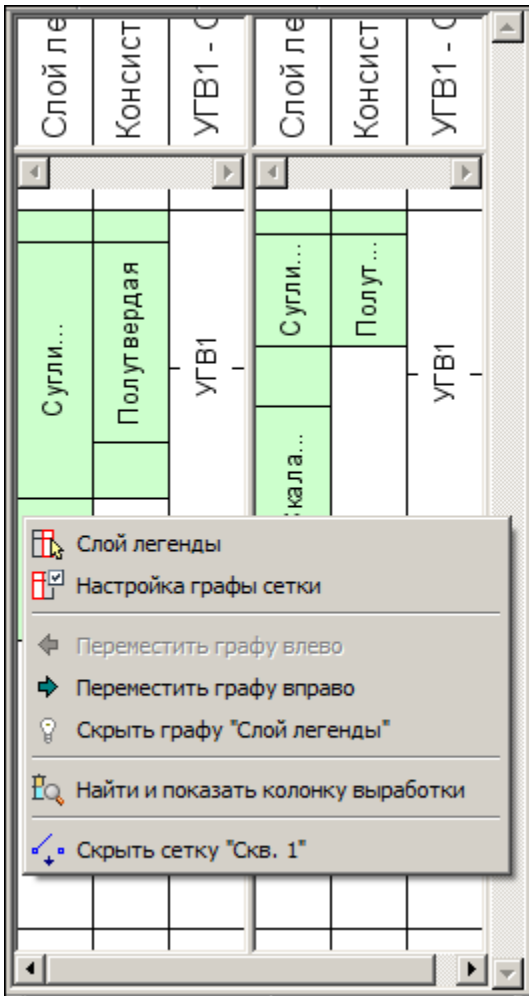 Слой ле
Консист
УГВ1 - С
Слой ле
Консист
УГВ1 - С
Сугли...
Полутвердая
УГВ1
Сугли...
Полут...
УГВ1
кала...
Слой легенды
Настройка графы сетки
Переместить графу влево
Переместить графу вправо
Скрыть графу "Слой легенды"
Найти и показать колонку выработки
Скрыть сетку "Скв. 1"